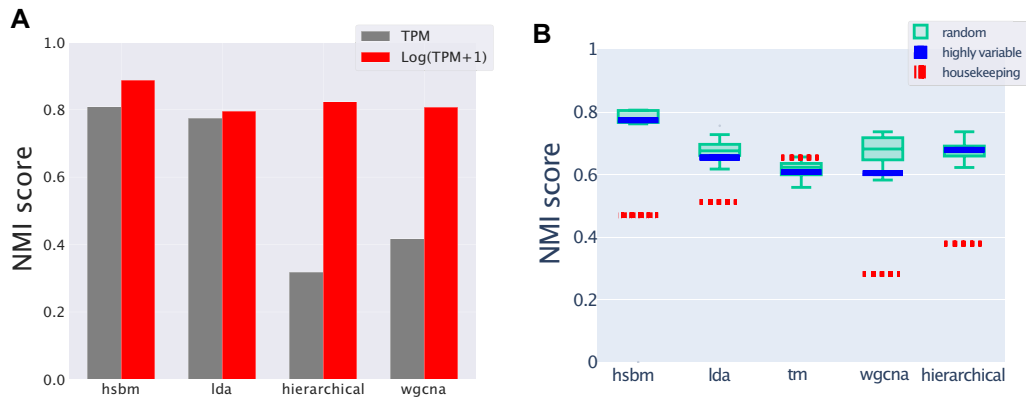 A
TPM
Log(TPM+1)
NMI score
1.0
0.8
0.6
0.4
0.2
0.0
hsbm
lda
hierarchical
wgcna
B
random
highly variable
housekeeping
NMI score
1
0.8
0.6
0.4
0.2
0
hsbm
lda
tm
wgcna
hierarchical